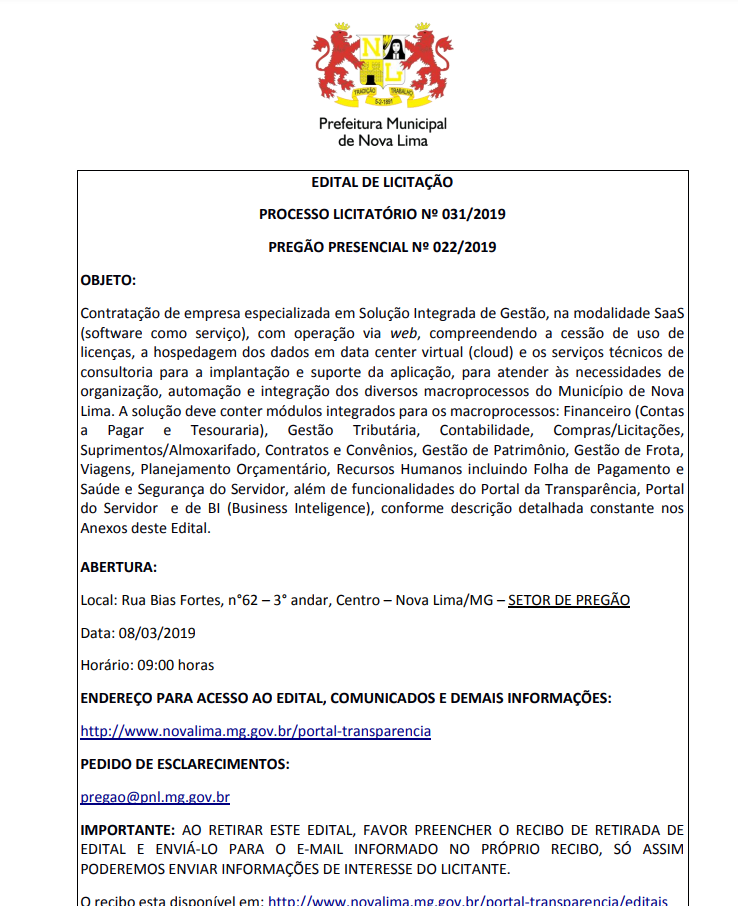 N
L
TRADIÇÃO
TRABALHO
5-2-1891
Prefeitura Municipal
de Nova Lima
EDITAL DE LICITAÇÃO
PROCESSO LICITATÓRIO Nº 031/2019
PREGÃO PRESENCIAL Nº 022/2019
OBJETO:
Contratação de empresa especializada em Solução Integrada de Gestão, na modalidade SaaS
(software como serviço), com operação via web, compreendendo a cessão de uso de
licenças, a hospedagem dos dados em data center virtual (cloud) e os serviços técnicos de
consultoria para a implantação e suporte da aplicação, para atender às necessidades de
organização, automação e integração dos diversos macroprocessos do Município de Nova
Lima. A solução deve conter módulos integrados para os macroprocessos: Financeiro (Contas
a Pagar e Tesouraria), Gestão Tributária, Contabilidade, Compras/Licitações,
Suprimentos/Almoxarifado, Contratos e Convênios, Gestão de Patrimônio, Gestão de Frota,
Viagens, Planejamento Orçamentário, Recursos Humanos incluindo Folha de Pagamento e
Saúde e Segurança do Servidor, além de funcionalidades do Portal da Transparência, Portal
do Servidor e de BI (Business Inteligence), conforme descrição detalhada constante nos
Anexos deste Edital.
ABERTURA:
Local: Rua Bias Fortes, n°62 – 3° andar, Centro – Nova Lima/MG – SETOR DE PREGÃO
Data: 08/03/2019
Horário: 09:00 horas
ENDEREÇO PARA ACESSO AO EDITAL, COMUNICADOS E DEMAIS INFORMAÇÕES:
http://www.novalima.mg.gov.br/portal-transparencia
PEDIDO DE ESCLARECIMENTOS:
pregao@pnl.mg.gov.br
IMPORTANTE: AO RETIRAR ESTE EDITAL, FAVOR PREENCHER O RECIBO DE RETIRADA DE
EDITAL E ENVIÁ-LO PARA O E-MAIL INFORMADO NO PRÓPRIO RECIBO, SÓ ASSIM
PODEREMOS ENVIAR INFORMAÇÕES DE INTERESSE DO LICITANTE.
O recibo esta disponível em: http://www.novalima.mg.gov.br/portal-transparencia/editais